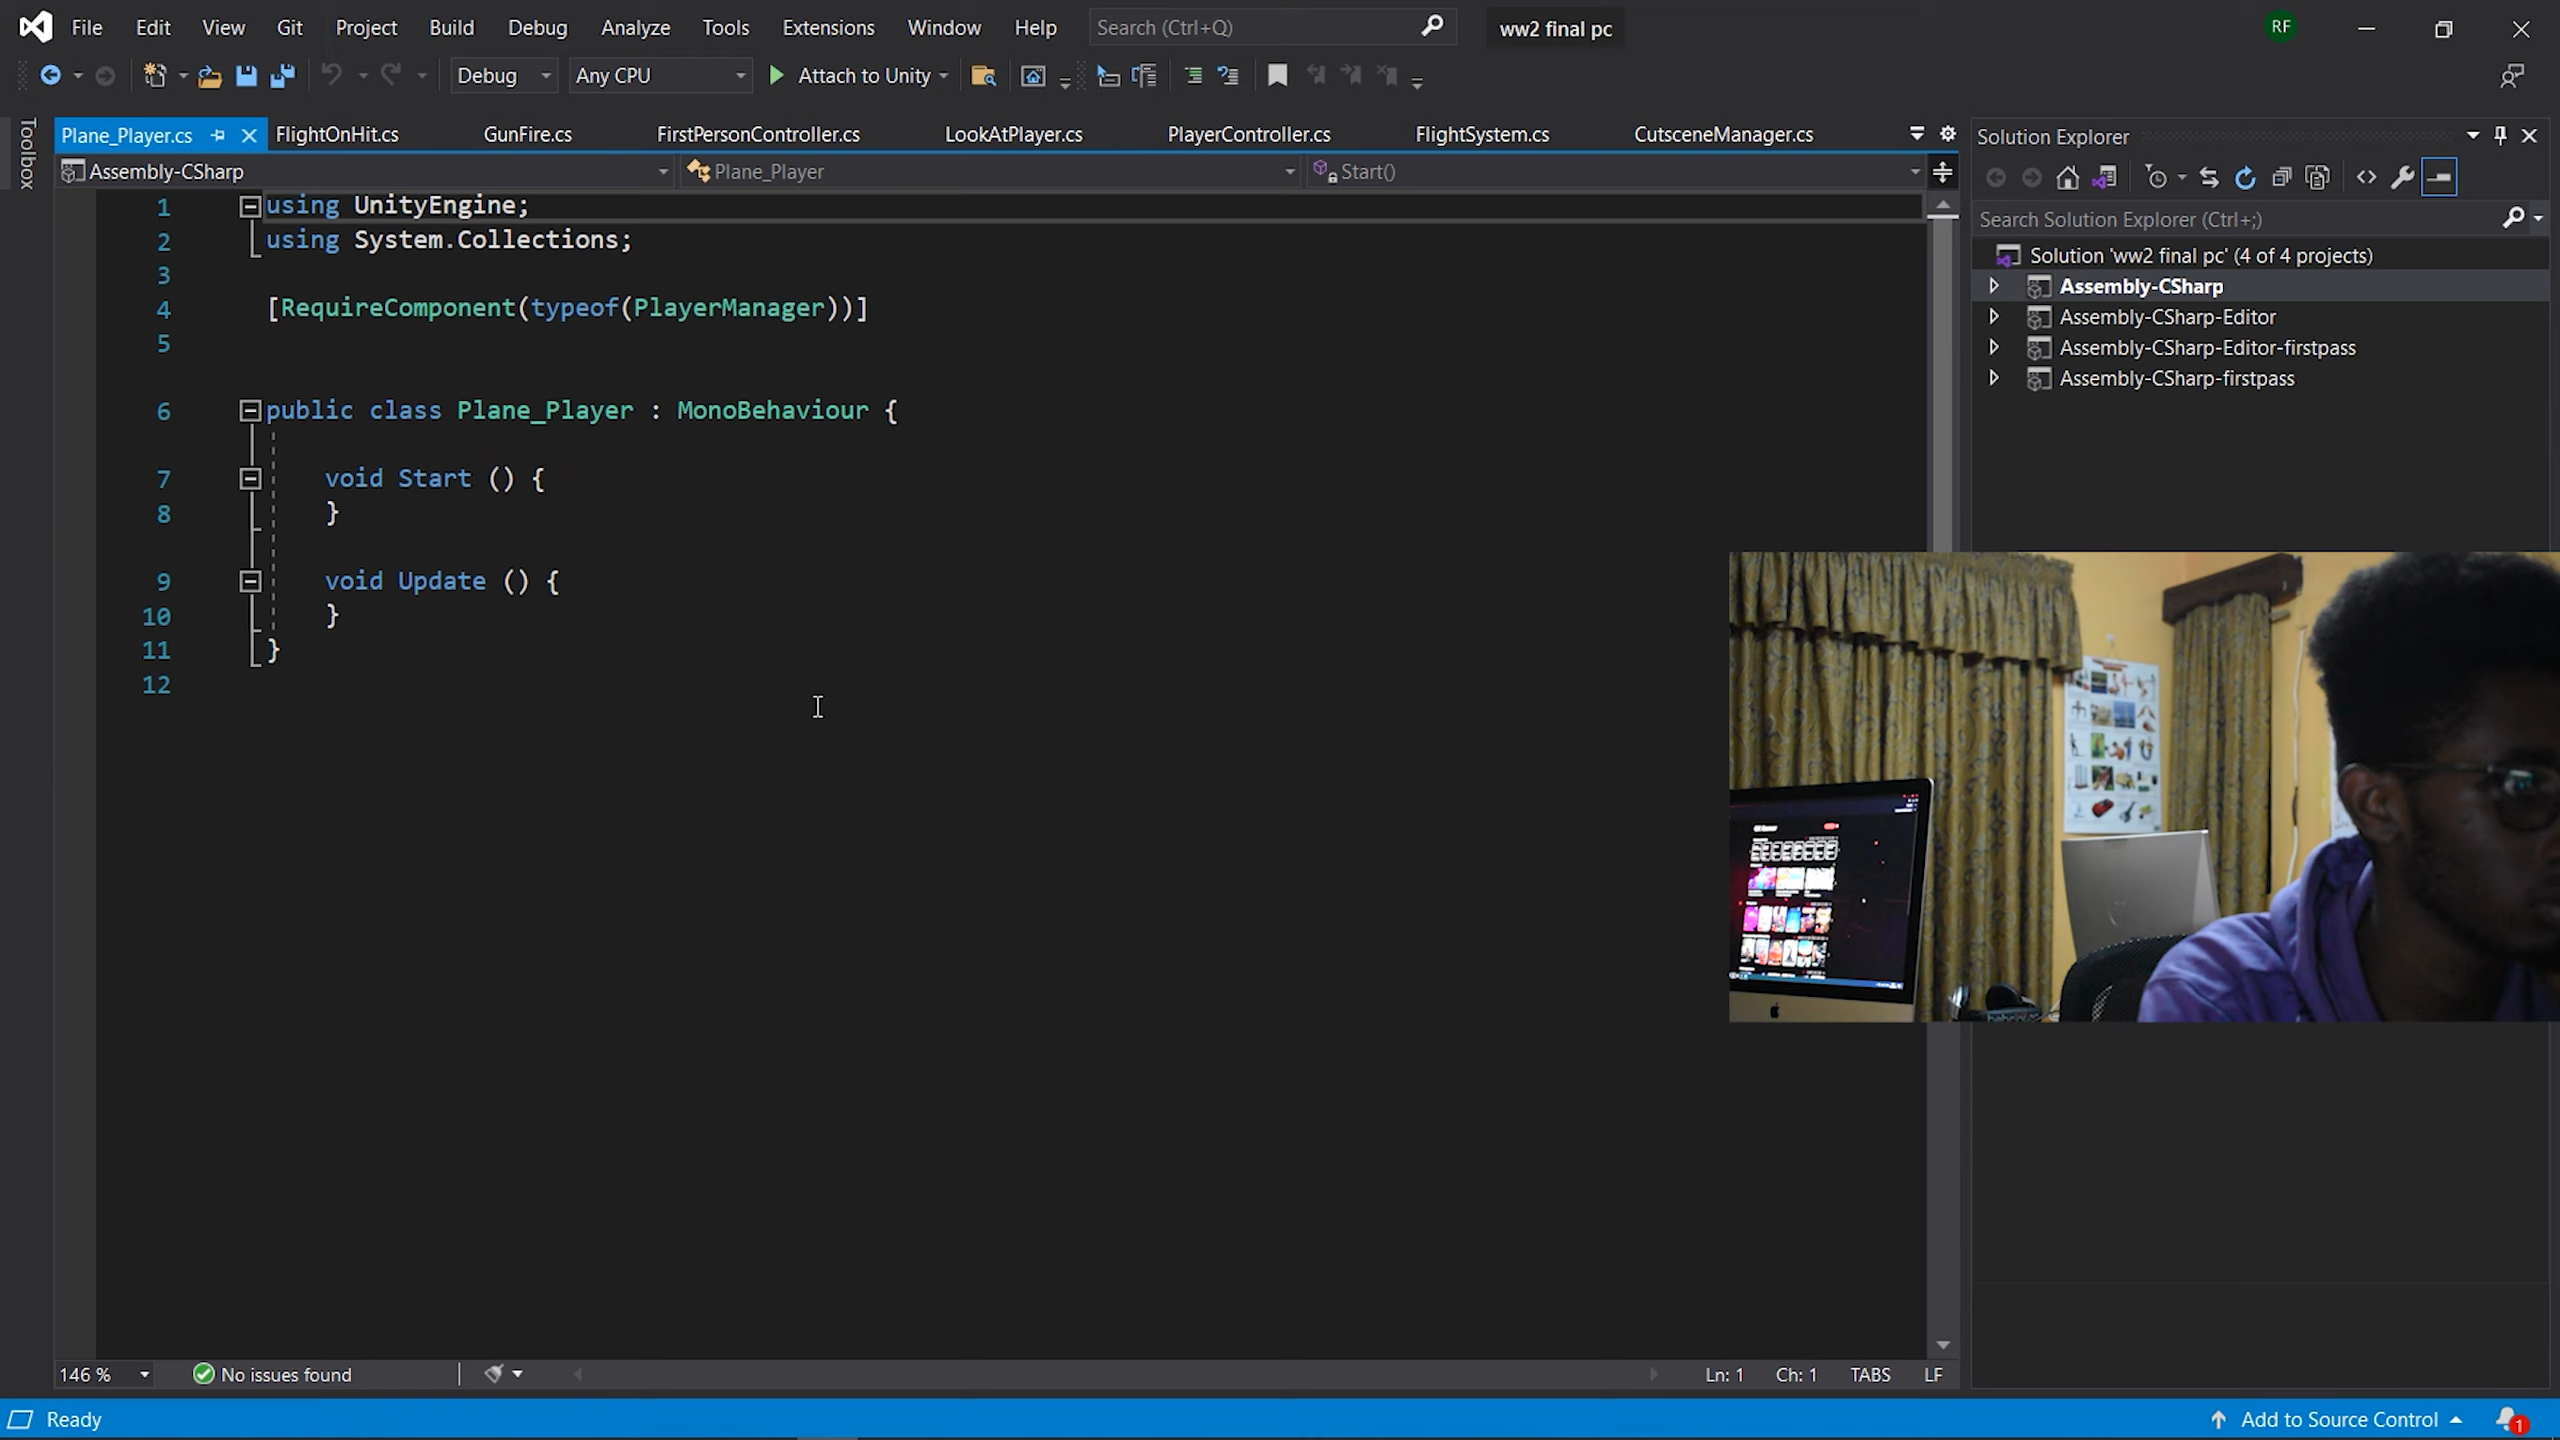 File Edit View Git Project Build Debug Analyze Tools Extensions Window Help Search (Ctrl+Q) ww2 final pc RF
Debug Any CPU Attach to Unity
Toolbox
Plane_Player.cs FlightOnHit.cs GunFire.cs FirstPersonController.cs LookAtPlayer.cs PlayerController.cs FlightSystem.cs CutsceneManager.cs
Assembly-CSharp Plane_Player Start()
1 using UnityEngine;
2 using System.Collections;
3
4 [RequireComponent(typeof(PlayerManager))]
5
6 public class Plane_Player : MonoBehaviour {
7 void Start () {
8 }
9 void Update () {
10 }
11 }
12
146 % No issues found Ln: 1 Ch: 1 TABS LF
Solution Explorer
Search Solution Explorer (Ctrl+;)
Solution 'ww2 final pc' (4 of 4 projects)
Assembly-CSharp
Assembly-CSharp-Editor
Assembly-CSharp-Editor-firstpass
Assembly-CSharp-firstpass
Ready Add to Source Control 1